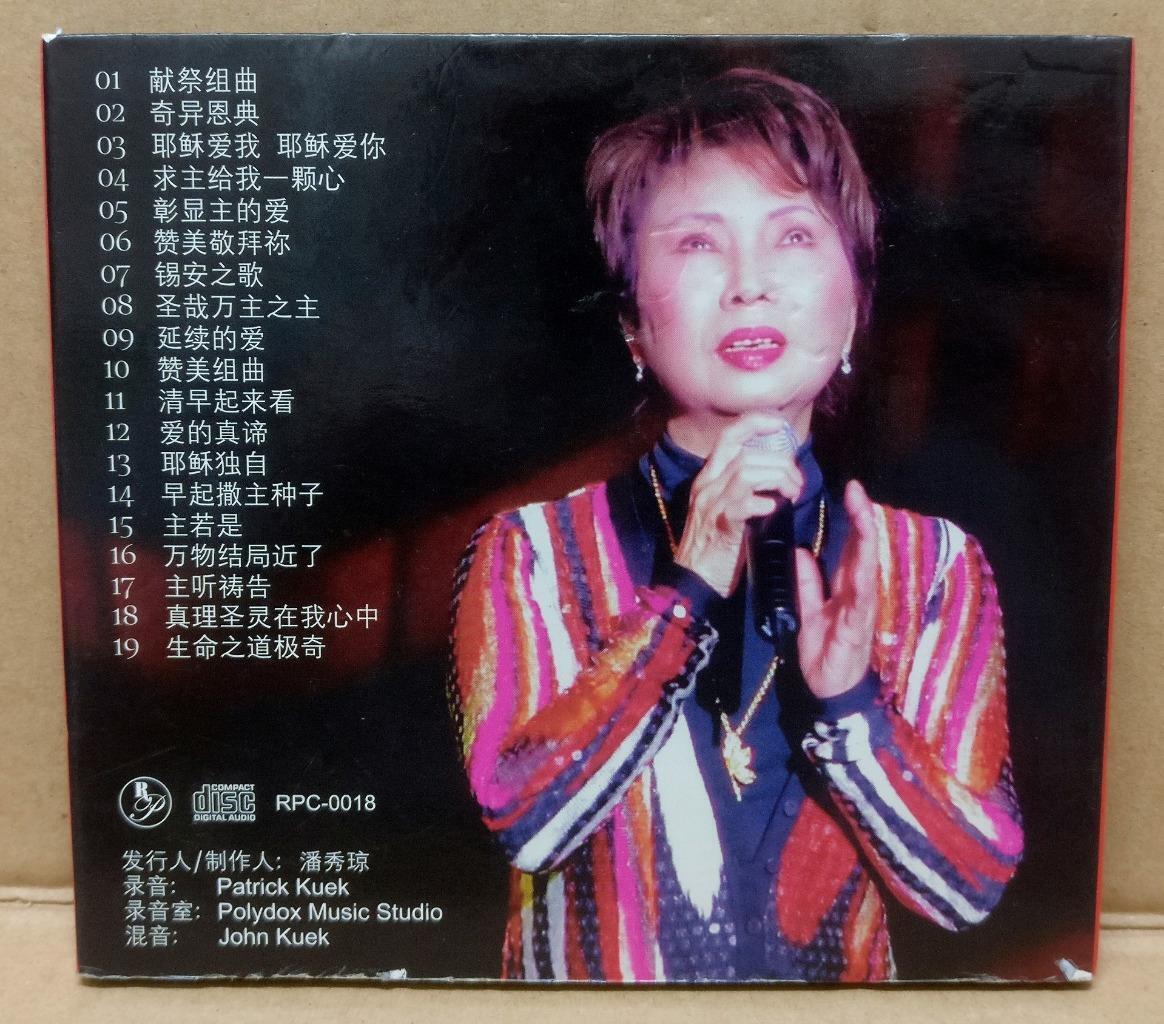 01 献祭组曲
02 奇异恩典
03 耶稣爱我 耶稣爱你
04 求主给我一颗心
05 彰显主的爱
06 赞美敬拜祢
07 锡安之歌
08 圣哉万主之主
09 延续的爱
10 赞美组曲
11 清早起来看
12 爱的真谛
13 耶稣独自
14 早起撒主种子
15 主若是
16 万物结局近了
17 主听祷告
18 真理圣灵在我心中
19 生命之道极奇
RP COMPACT disc DIGITAL AUDIO RPC-0018
发行人/制作人: 潘秀琼
录音: Patrick Kuek
录音室: Polydox Music Studio
混音: John Kuek